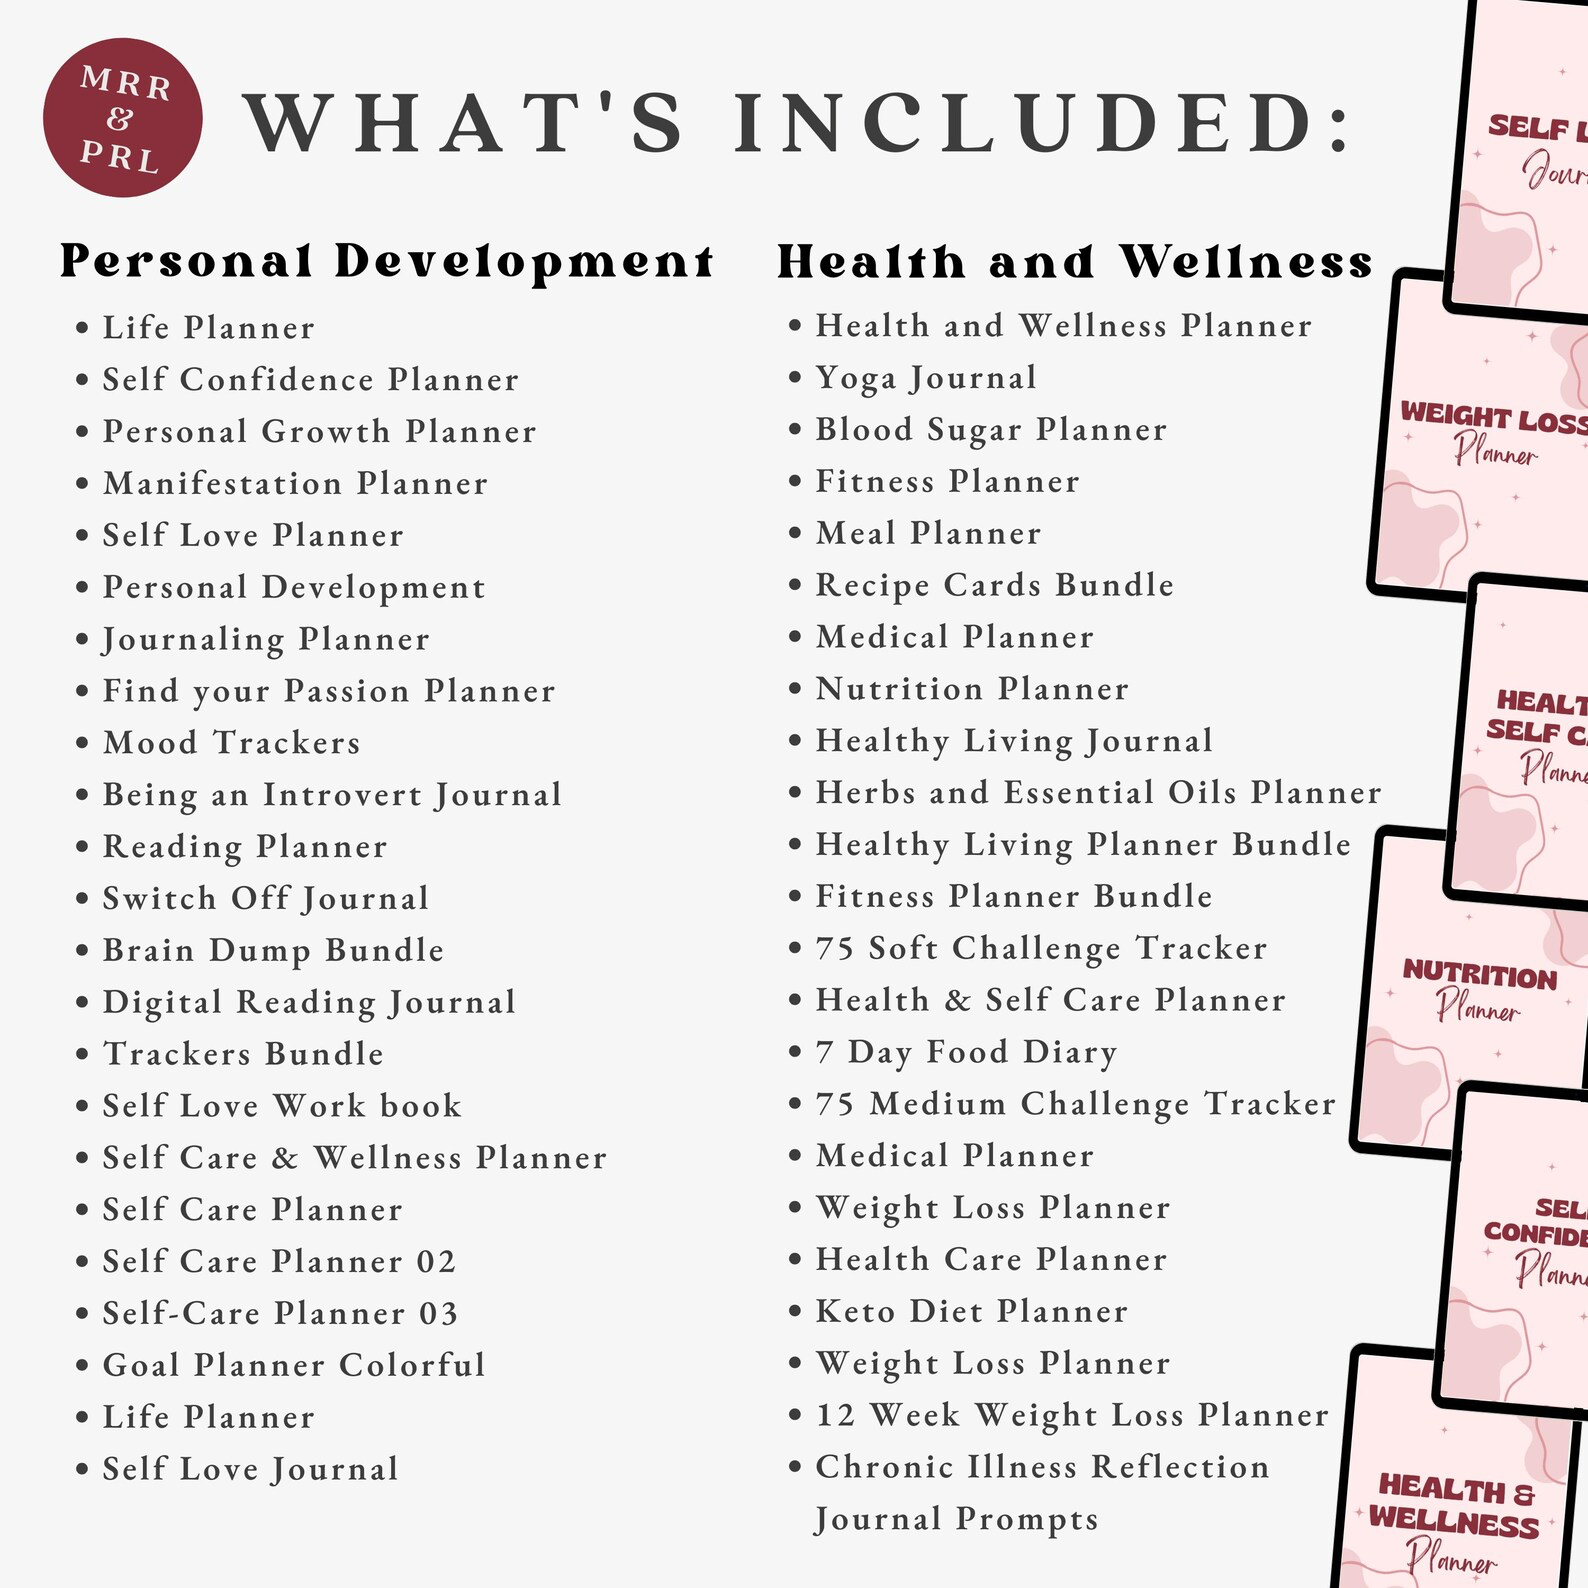 MRR
&
PRL
WHAT'S INCLUDED:
Personal Development
• Life Planner
• Self Confidence Planner
• Personal Growth Planner
• Manifestation Planner
• Self Love Planner
• Personal Development
• Journaling Planner
• Find your Passion Planner
• Mood Trackers
• Being an Introvert Journal
• Reading Planner
• Switch Off Journal
• Brain Dump Bundle
• Digital Reading Journal
• Trackers Bundle
• Self Love Work book
• Self Care & Wellness Planner
• Self Care Planner
• Self Care Planner 02
• Self-Care Planner 03
• Goal Planner Colorful
• Life Planner
• Self Love Journal
Health and Wellness
• Health and Wellness Planner
• Yoga Journal
• Blood Sugar Planner
• Fitness Planner
• Meal Planner
• Recipe Cards Bundle
• Medical Planner
• Nutrition Planner
• Healthy Living Journal
• Herbs and Essential Oils Planner
• Healthy Living Planner Bundle
• Fitness Planner Bundle
• 75 Soft Challenge Tracker
• Health & Self Care Planner
• 7 Day Food Diary
• 75 Medium Challenge Tracker
• Medical Planner
• Weight Loss Planner
• Health Care Planner
• Keto Diet Planner
• Weight Loss Planner
• 12 Week Weight Loss Planner
• Chronic Illness Reflection
Journal Prompts
SELF
WEIGHT LOSS
Planner
SELF
NUTRITION
Planner
HEALTH &
WELLNESS
Planner